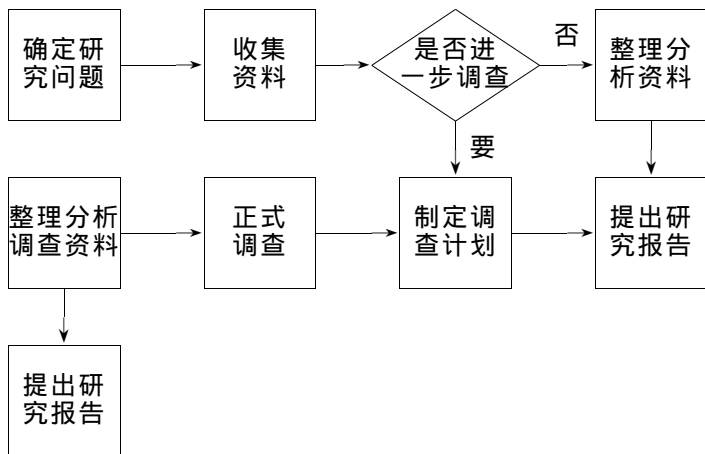 确定研
究问题
收集
资料
是否进
一步调查
否
整理分
析资料
要
整理分析
调查资料
正式
调查
制定调
查计划
提出研
究报告
提出研
究报告